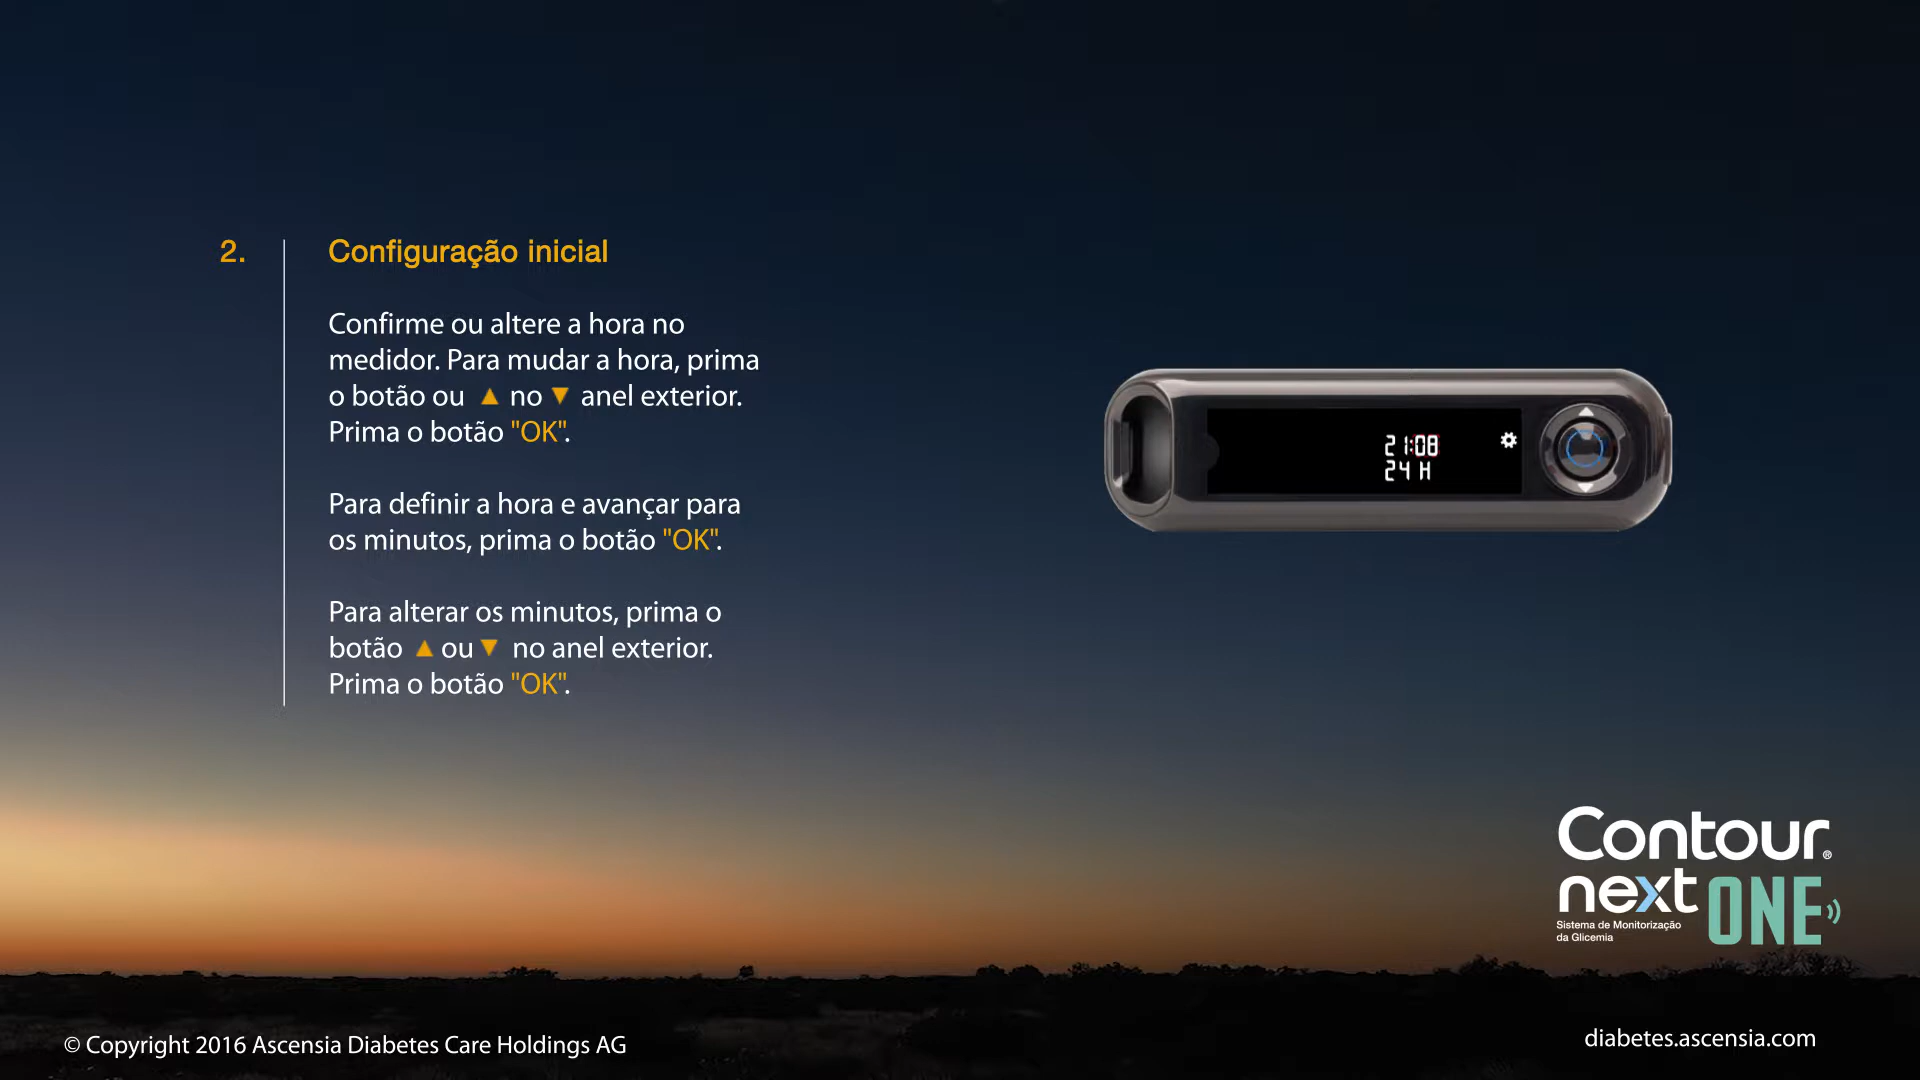 2.
Configuração inicial
Confirme ou altere a hora no
medidor. Para mudar a hora, prima
o botão ou ▲ no ▼ anel exterior.
Prima o botão "OK".
Para definir a hora e avançar para
os minutos, prima o botão "OK".
Para alterar os minutos, prima o
botão ▲ ou ▼ no anel exterior.
Prima o botão "OK".
21:08
24 H
Contour®
next ONE
Sistema de Monitorização
da Glicemia
© Copyright 2016 Ascensia Diabetes Care Holdings AG
diabetes.ascensia.com